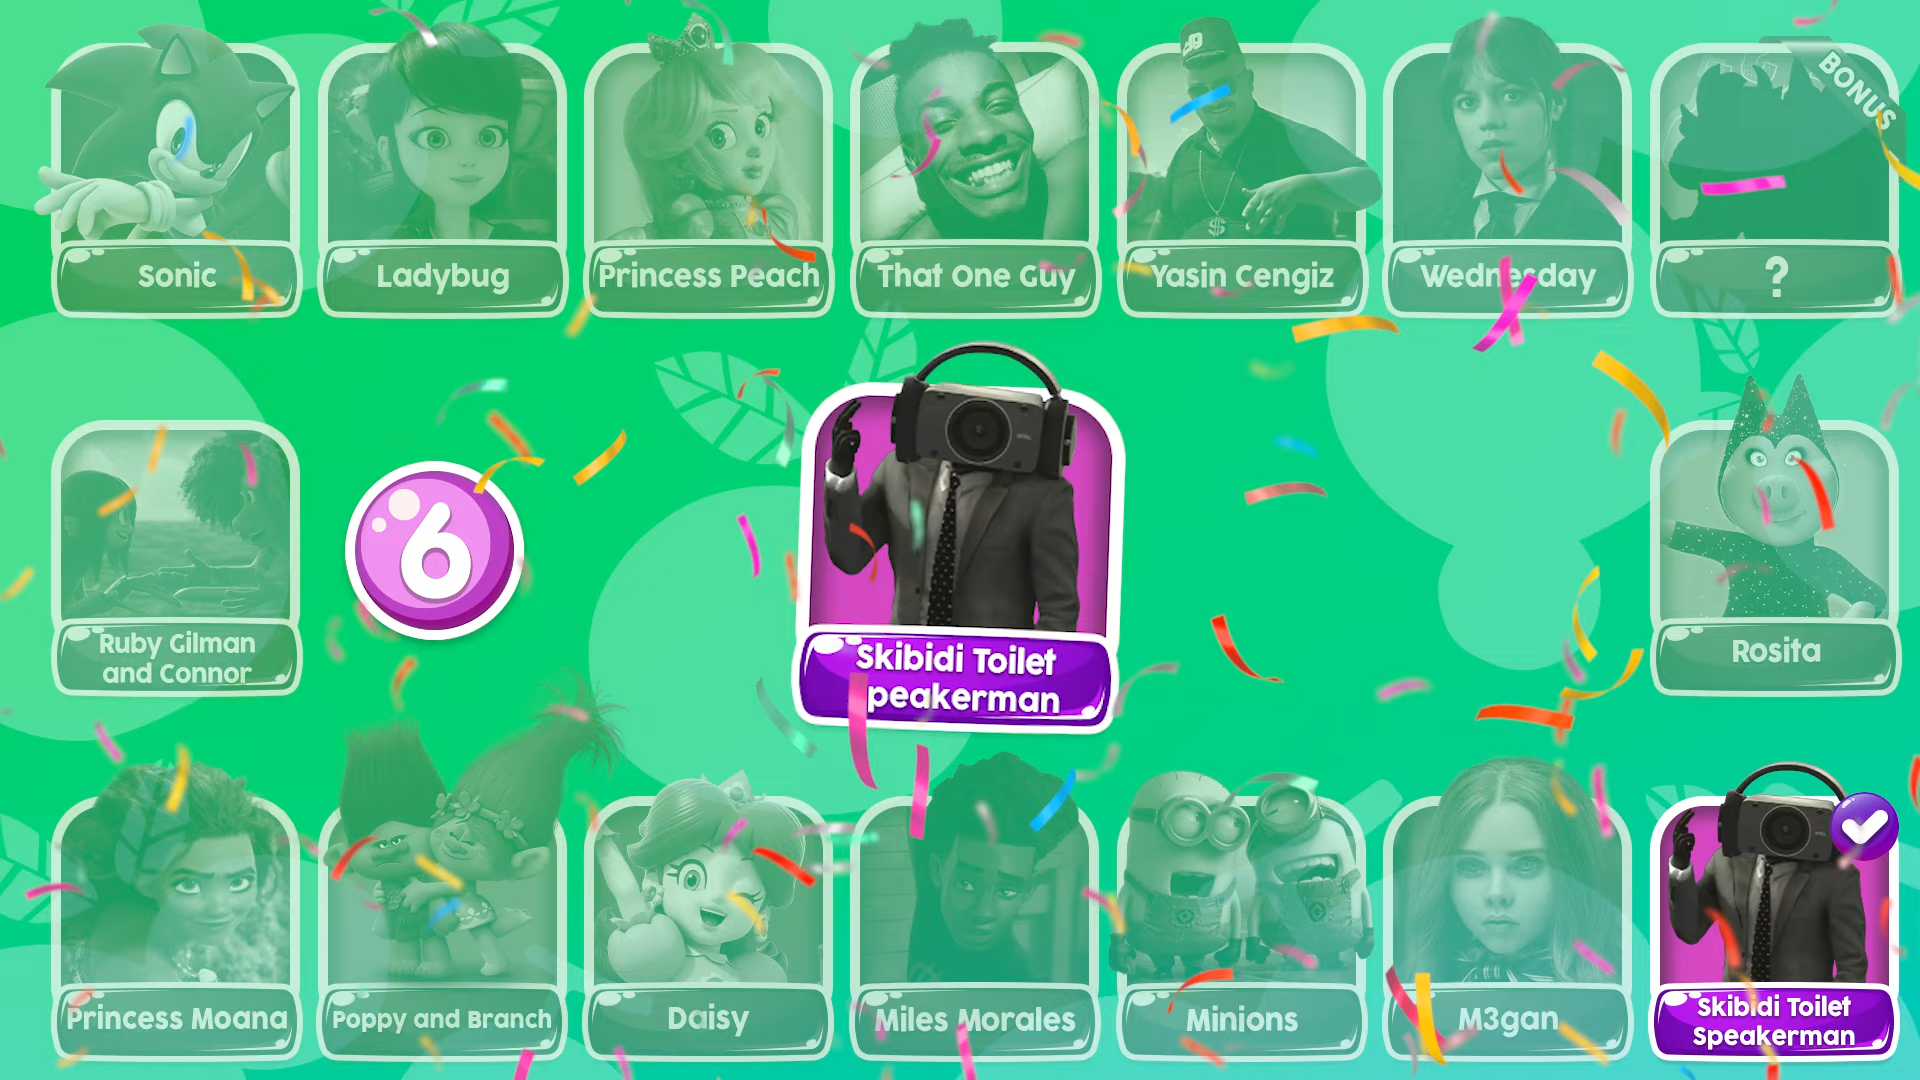 BONUS
Sonic
Ladybug
Princess Peach
That One Guy
Yasin Cengiz
Wednesday
?
6
Skibidi Toilet
peakerman
Ruby Gilman
and Connor
Rosita
Princess Moana
Poppy and Branch
Daisy
Miles Morales
Minions
M3gan
Skibidi Toilet
Speakerman